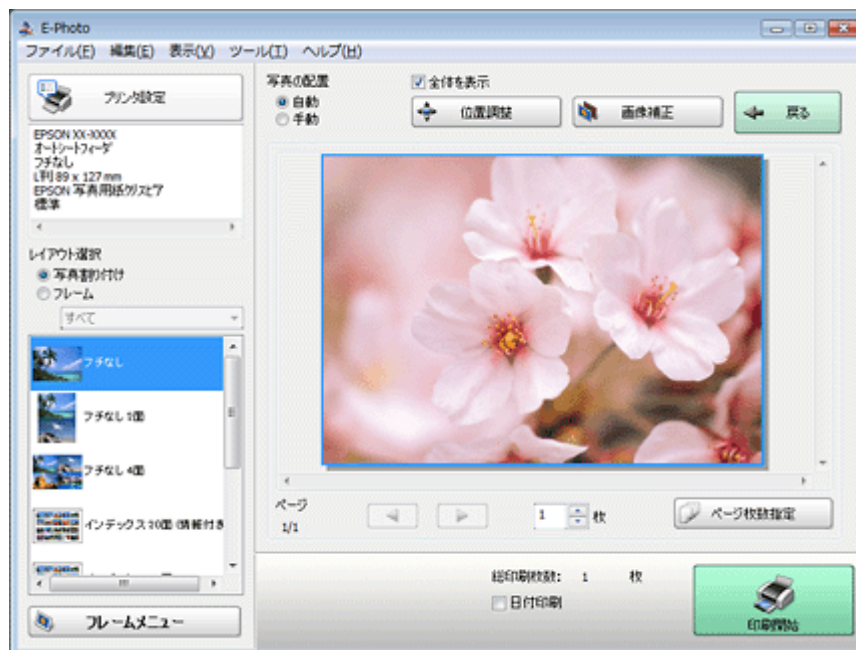 E-Photo
ファイル(F) 編集(E) 表示(V) ツール(T) ヘルプ(H)
プリンタ設定
EPSON XX-XXXX
オートシートフィーダ
フチなし
L判 89 x 127 mm
EPSON 写真用紙クリスピア
標準
レイアウト選択
写真割り付け
フレーム
すべて
フチなし
フチなし 1面
フチなし 4面
インデックス 10面 (情報付き
フレームメニュー
写真の配置
自動
手動
全体を表示
位置調整
画像補正
戻る
ページ
1/1
1 枚
ページ枚数指定
総印刷枚数: 1 枚
日付印刷
印刷開始